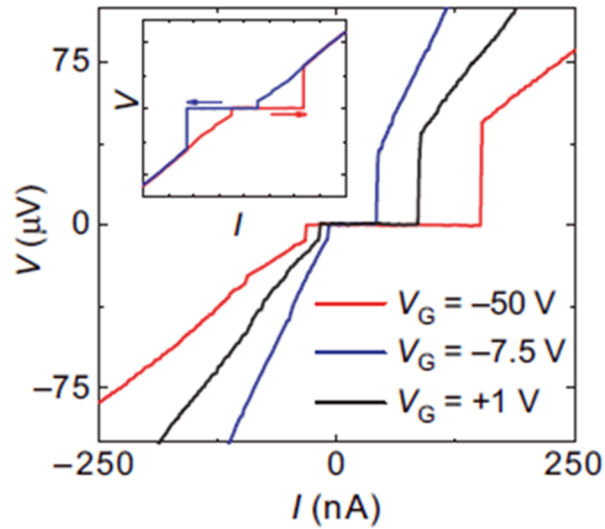 75
0
−75
V (μV)
V
I
V_G = −50 V
V_G = −7.5 V
V_G = +1 V
−250
0
250
I (nA)